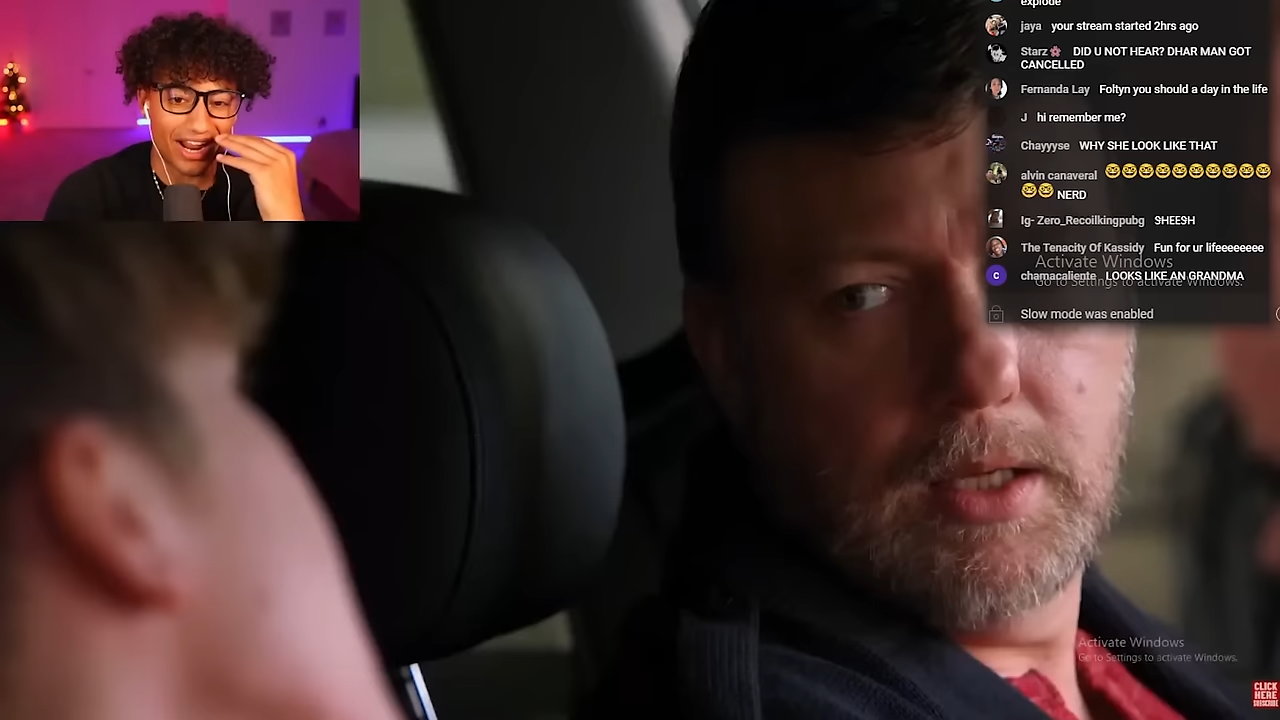 explode
jaya your stream started 2hrs ago
Starz🌸 DID U NOT HEAR? DHAR MAN GOT
CANCELLED
Fernanda Lay Foltyn you should a day in the life
J hi remember me?
Chayyyse WHY SHE LOOK LIKE THAT
alvin canaveral 🤓🤓🤓🤓🤓🤓🤓🤓🤓🤓
🤓🤓 NERD
Ig- Zero_Recoilkingpubg SHEESH
The Tenacity Of Kassidy Fun for ur lifeeeeeee
Activate Windows
C chamacaliente LOOKS LIKE AN GRANDMA
Go to Settings to activate Windows.
Slow mode was enabled
Activate Windows
Go to Settings to activate Windows.
CLICK
HERE
SUBSCRIBE